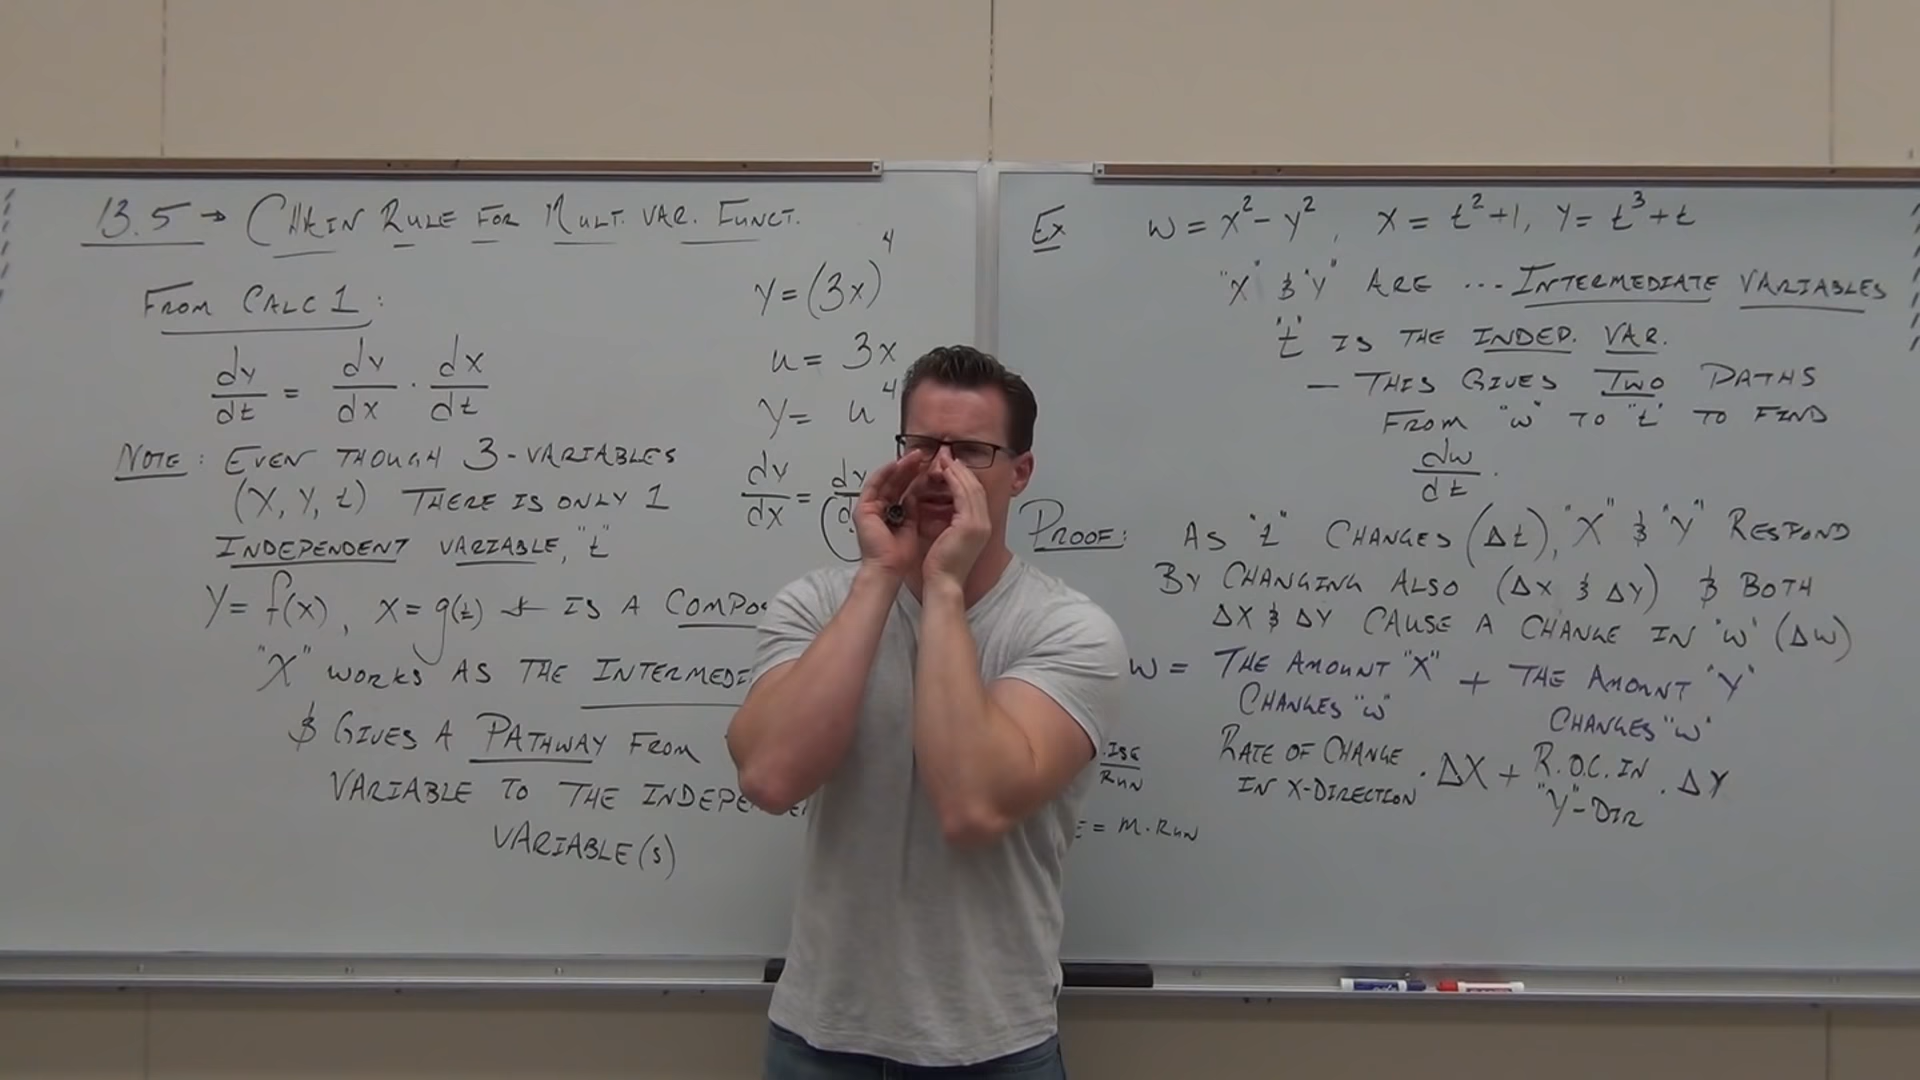 13.5 → CHAIN RULE FOR MULT. VAR. FUNCT.
FROM CALC 1:
dy/dt = dy/dx · dx/dt
NOTE: EVEN THOUGH 3-VARIABLES
(X, Y, t) THERE IS ONLY 1
INDEPENDENT VARIABLE, "t"
Y = f(x), X = g(t) ← IS A
"X" WORKS AS THE
& GIVES A PATHWAY FROM
VARIABLE TO THE
VARIABLE(S)
Y = (3x)^4
u = 3x
Y = u^4
dy/dx =
Ex w = x² - y², x = t² + 1, y = t³ + t
"X" & "Y" ARE ... INTERMEDIATE VARIABLES
"t" IS THE INDEP. VAR.
— THIS GIVES TWO PATHS
FROM "w" TO "t" TO FIND
dw/dt.
PROOF: AS "t" CHANGES (Δt), "X" & "Y" RESPOND
BY CHANGING ALSO (ΔX & ΔY) & BOTH
ΔX & ΔY CAUSE A CHANGE IN "w" (Δw)
w = THE AMOUNT "X" CHANGES "w" + THE AMOUNT "Y" CHANGES "w"
RATE OF CHANGE IN X-DIRECTION · ΔX + R.O.C. IN "Y"-DIR · ΔY
RUN
= M·RUN